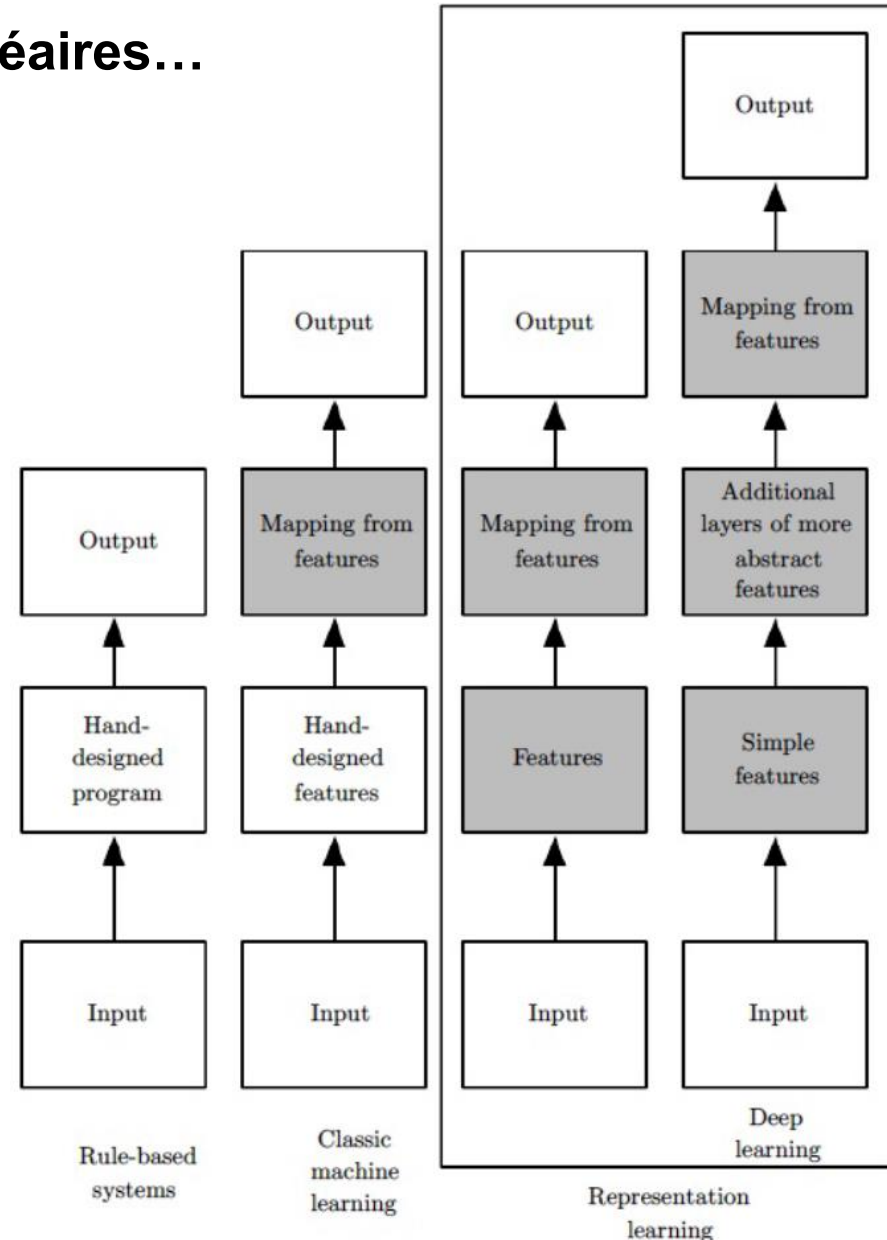 éaires...
Output
Output
Output
Mapping from
features
Output
Mapping from
features
Mapping from
features
Additional
layers of more
abstract
features
Hand-
designed
program
Hand-
designed
features
Features
Simple
features
Input
Input
Input
Input
Rule-based
systems
Classic
machine
learning
Deep
learning
Representation
learning